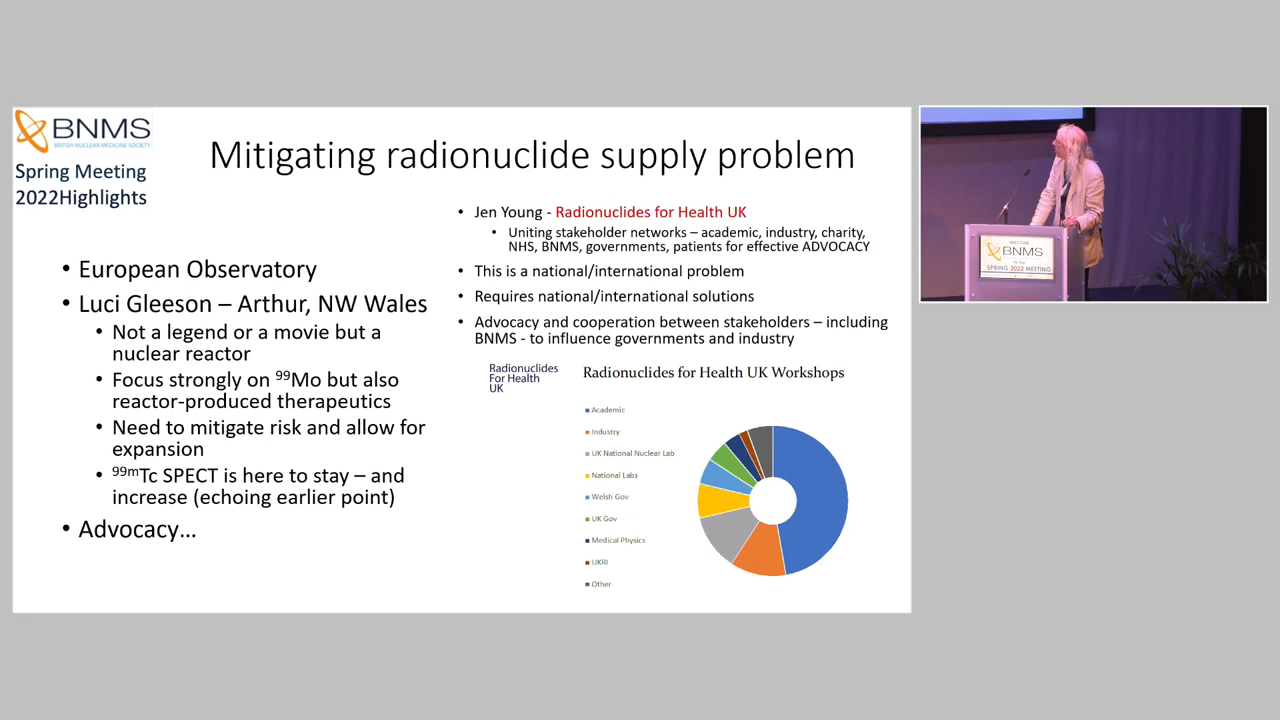 BNMS
BRITISH NUCLEAR MEDICINE SOCIETY
Spring Meeting
2022Highlights
Mitigating radionuclide supply problem
• European Observatory
• Luci Gleeson – Arthur, NW Wales
• Not a legend or a movie but a
nuclear reactor
• Focus strongly on ⁹⁹Mo but also
reactor-produced therapeutics
• Need to mitigate risk and allow for
expansion
• ⁹⁹ᵐTc SPECT is here to stay – and
increase (echoing earlier point)
• Advocacy…
• Jen Young - Radionuclides for Health UK
• Uniting stakeholder networks – academic, industry, charity,
NHS, BNMS, governments, patients for effective ADVOCACY
• This is a national/international problem
• Requires national/international solutions
• Advocacy and cooperation between stakeholders – including
BNMS - to influence governments and industry
Radionuclides
For Health
UK
Radionuclides for Health UK Workshops
Academic
Industry
UK National Nuclear Lab
National Labs
Welsh Gov
UK Gov
Medical Physics
UKRI
Other
WELCOME
BNMS
To the
SPRING 2022 MEETING